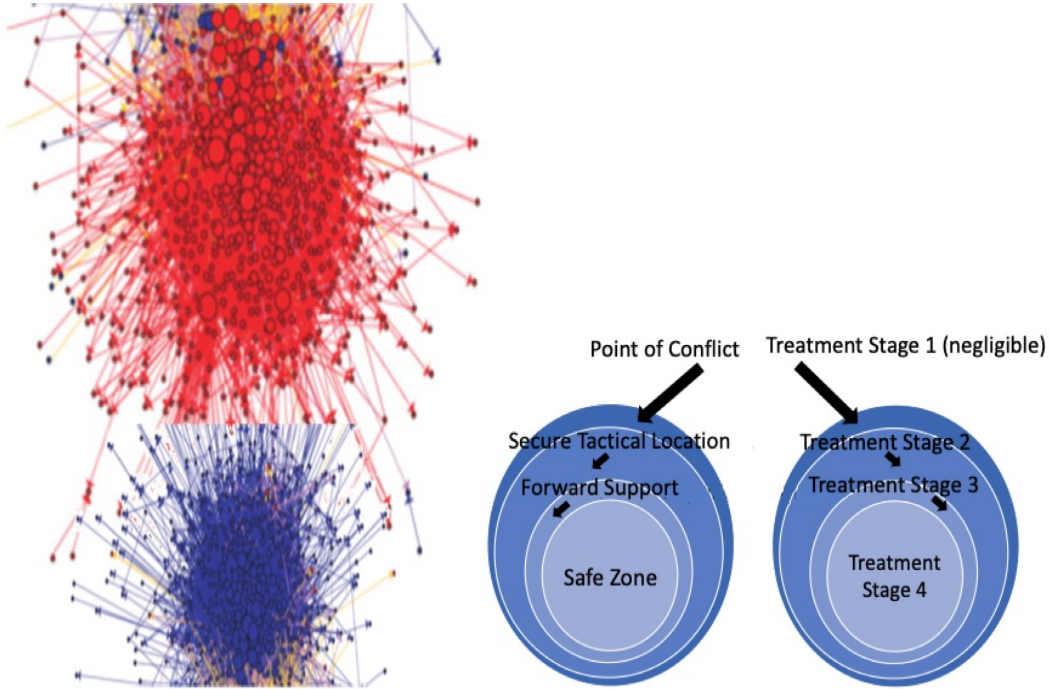 Point of Conflict
Secure Tactical Location
Forward Support
Safe Zone
Treatment Stage 1 (negligible)
Treatment Stage 2
Treatment Stage 3
Treatment
Stage 4